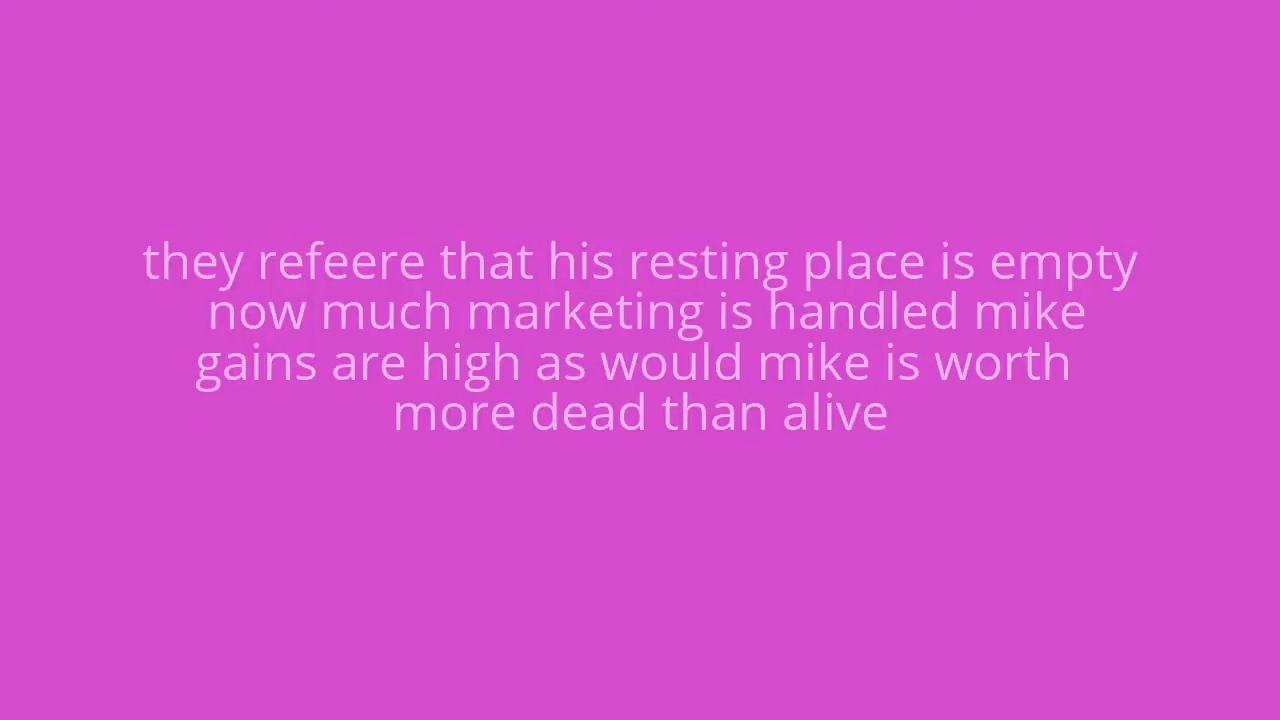 they refeere that his resting place is empty
now much marketing is handled mike
gains are high as would mike is worth
more dead than alive